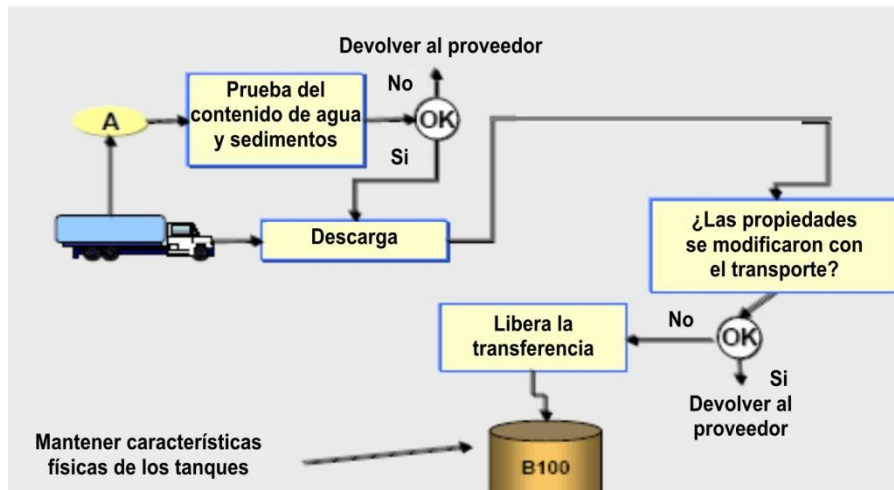 Devolver al proveedor
No
Prueba del
contenido de agua
y sedimentos
A
OK
Si
Descarga
¿Las propiedades
se modificaron con
el transporte?
Libera la
transferencia
No
OK
Si
Devolver al
proveedor
Mantener características
físicas de los tanques
B100